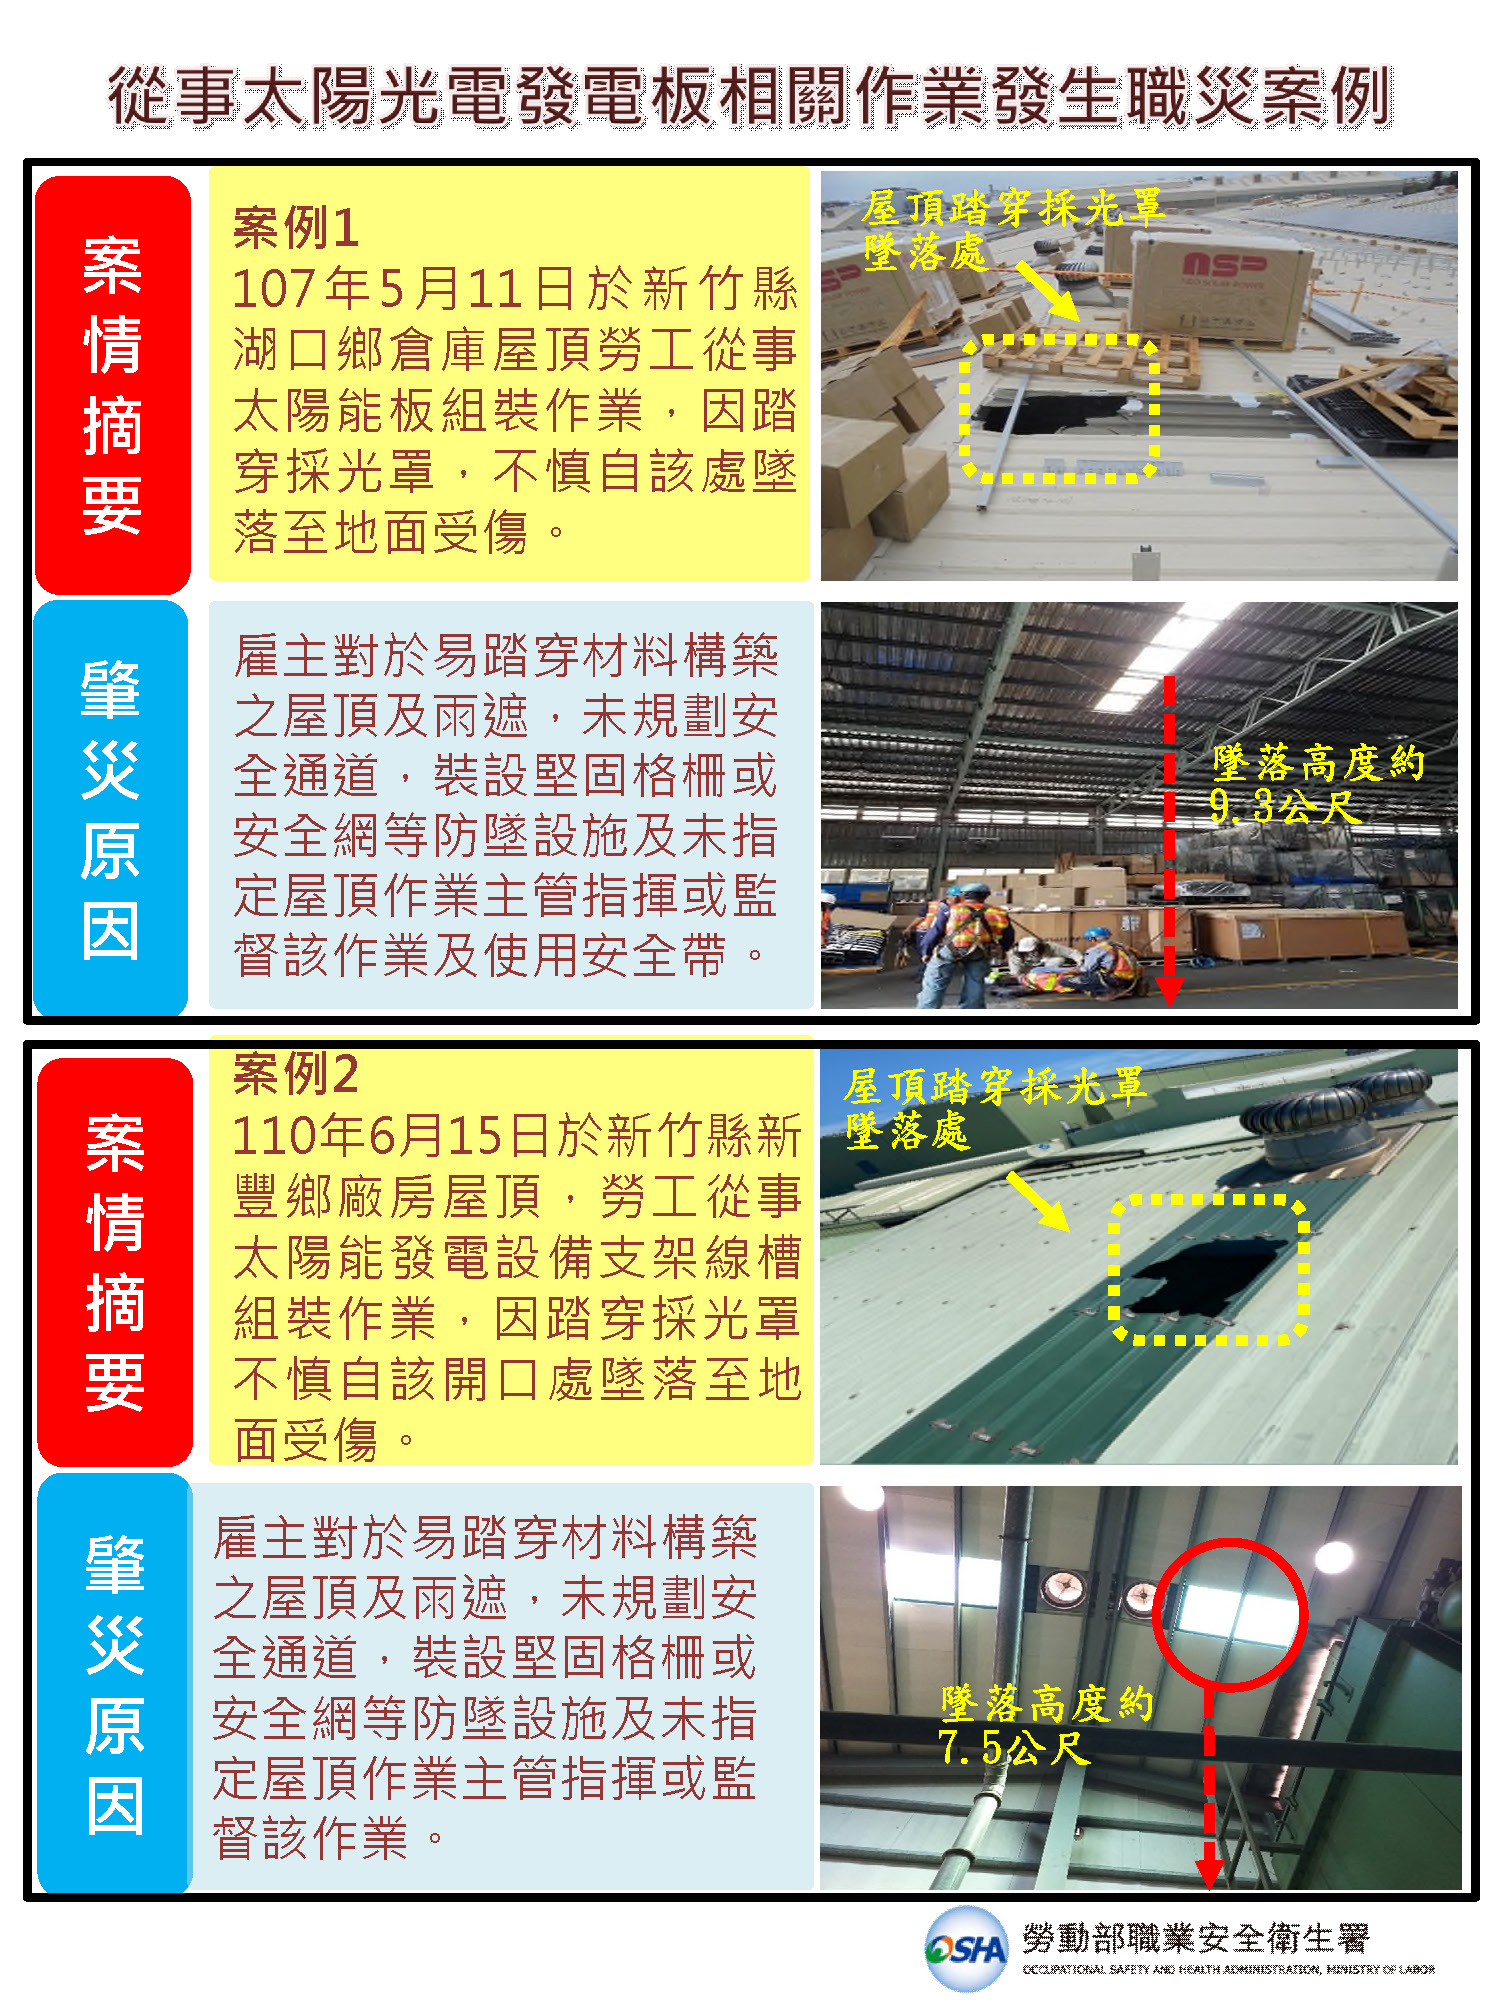 從事太陽光電發電板相關作業發生職災案例
案情摘要
案例1
107年5月11日於新竹縣
湖口鄉倉庫屋頂勞工從事
太陽能板組裝作業，因踏
穿採光罩，不慎自該處墜
落至地面受傷。
屋頂踏穿採光罩
墜落處
NSP
NEO SOLAR POWER
肇災原因
雇主對於易踏穿材料構築
之屋頂及雨遮，未規劃安
全通道，裝設堅固格柵或
安全網等防墜設施及未指
定屋頂作業主管指揮或監
督該作業及使用安全帶。
墜落高度約
9.3公尺
案情摘要
案例2
110年6月15日於新竹縣新
豐鄉廠房屋頂，勞工從事
太陽能發電設備支架線槽
組裝作業，因踏穿採光罩
不慎自該開口處墜落至地
面受傷。
屋頂踏穿採光罩
墜落處
肇災原因
雇主對於易踏穿材料構築
之屋頂及雨遮，未規劃安
全通道，裝設堅固格柵或
安全網等防墜設施及未指
定屋頂作業主管指揮或監
督該作業。
墜落高度約
7.5公尺
OSHA
勞動部職業安全衛生署
OCCUPATIONAL SAFETY AND HEALTH ADMINISTRATION, MINISTRY OF LABOR